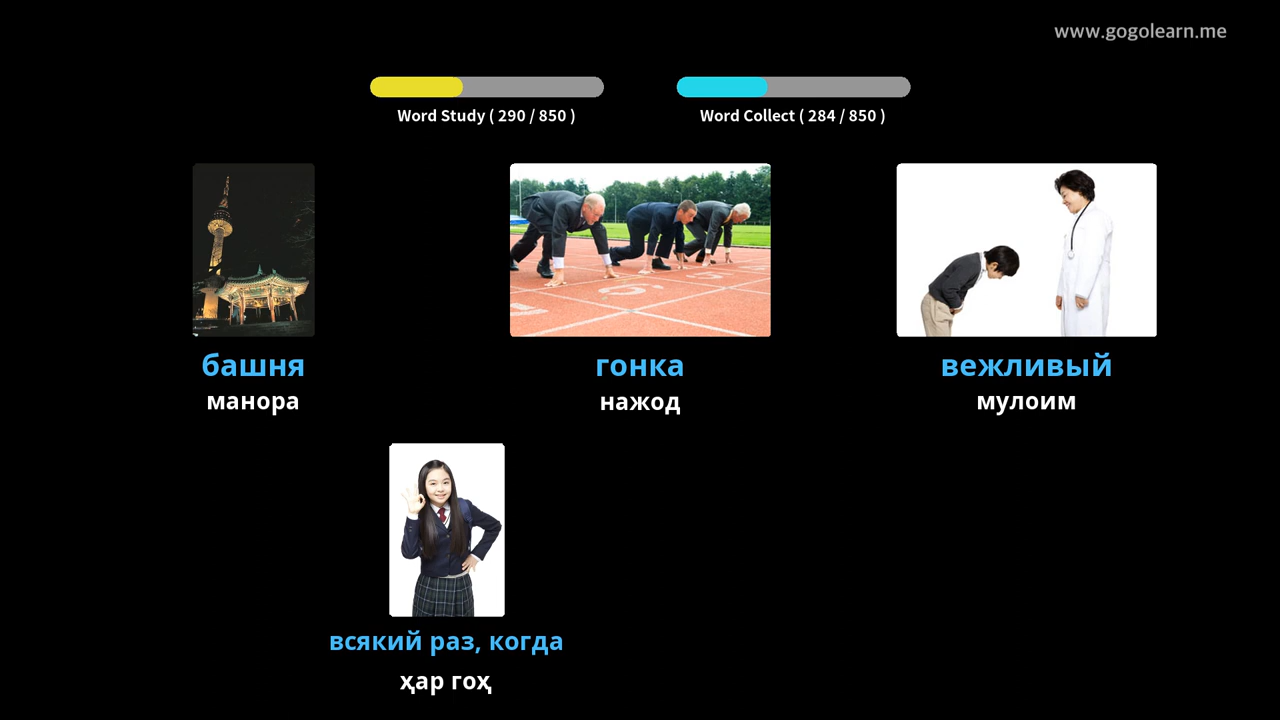 www.gogolearn.me
Word Study ( 290 / 850 )
Word Collect ( 284 / 850 )
башня
манора
гонка
нажод
вежливый
мулоим
всякий раз, когда
ҳар гоҳ